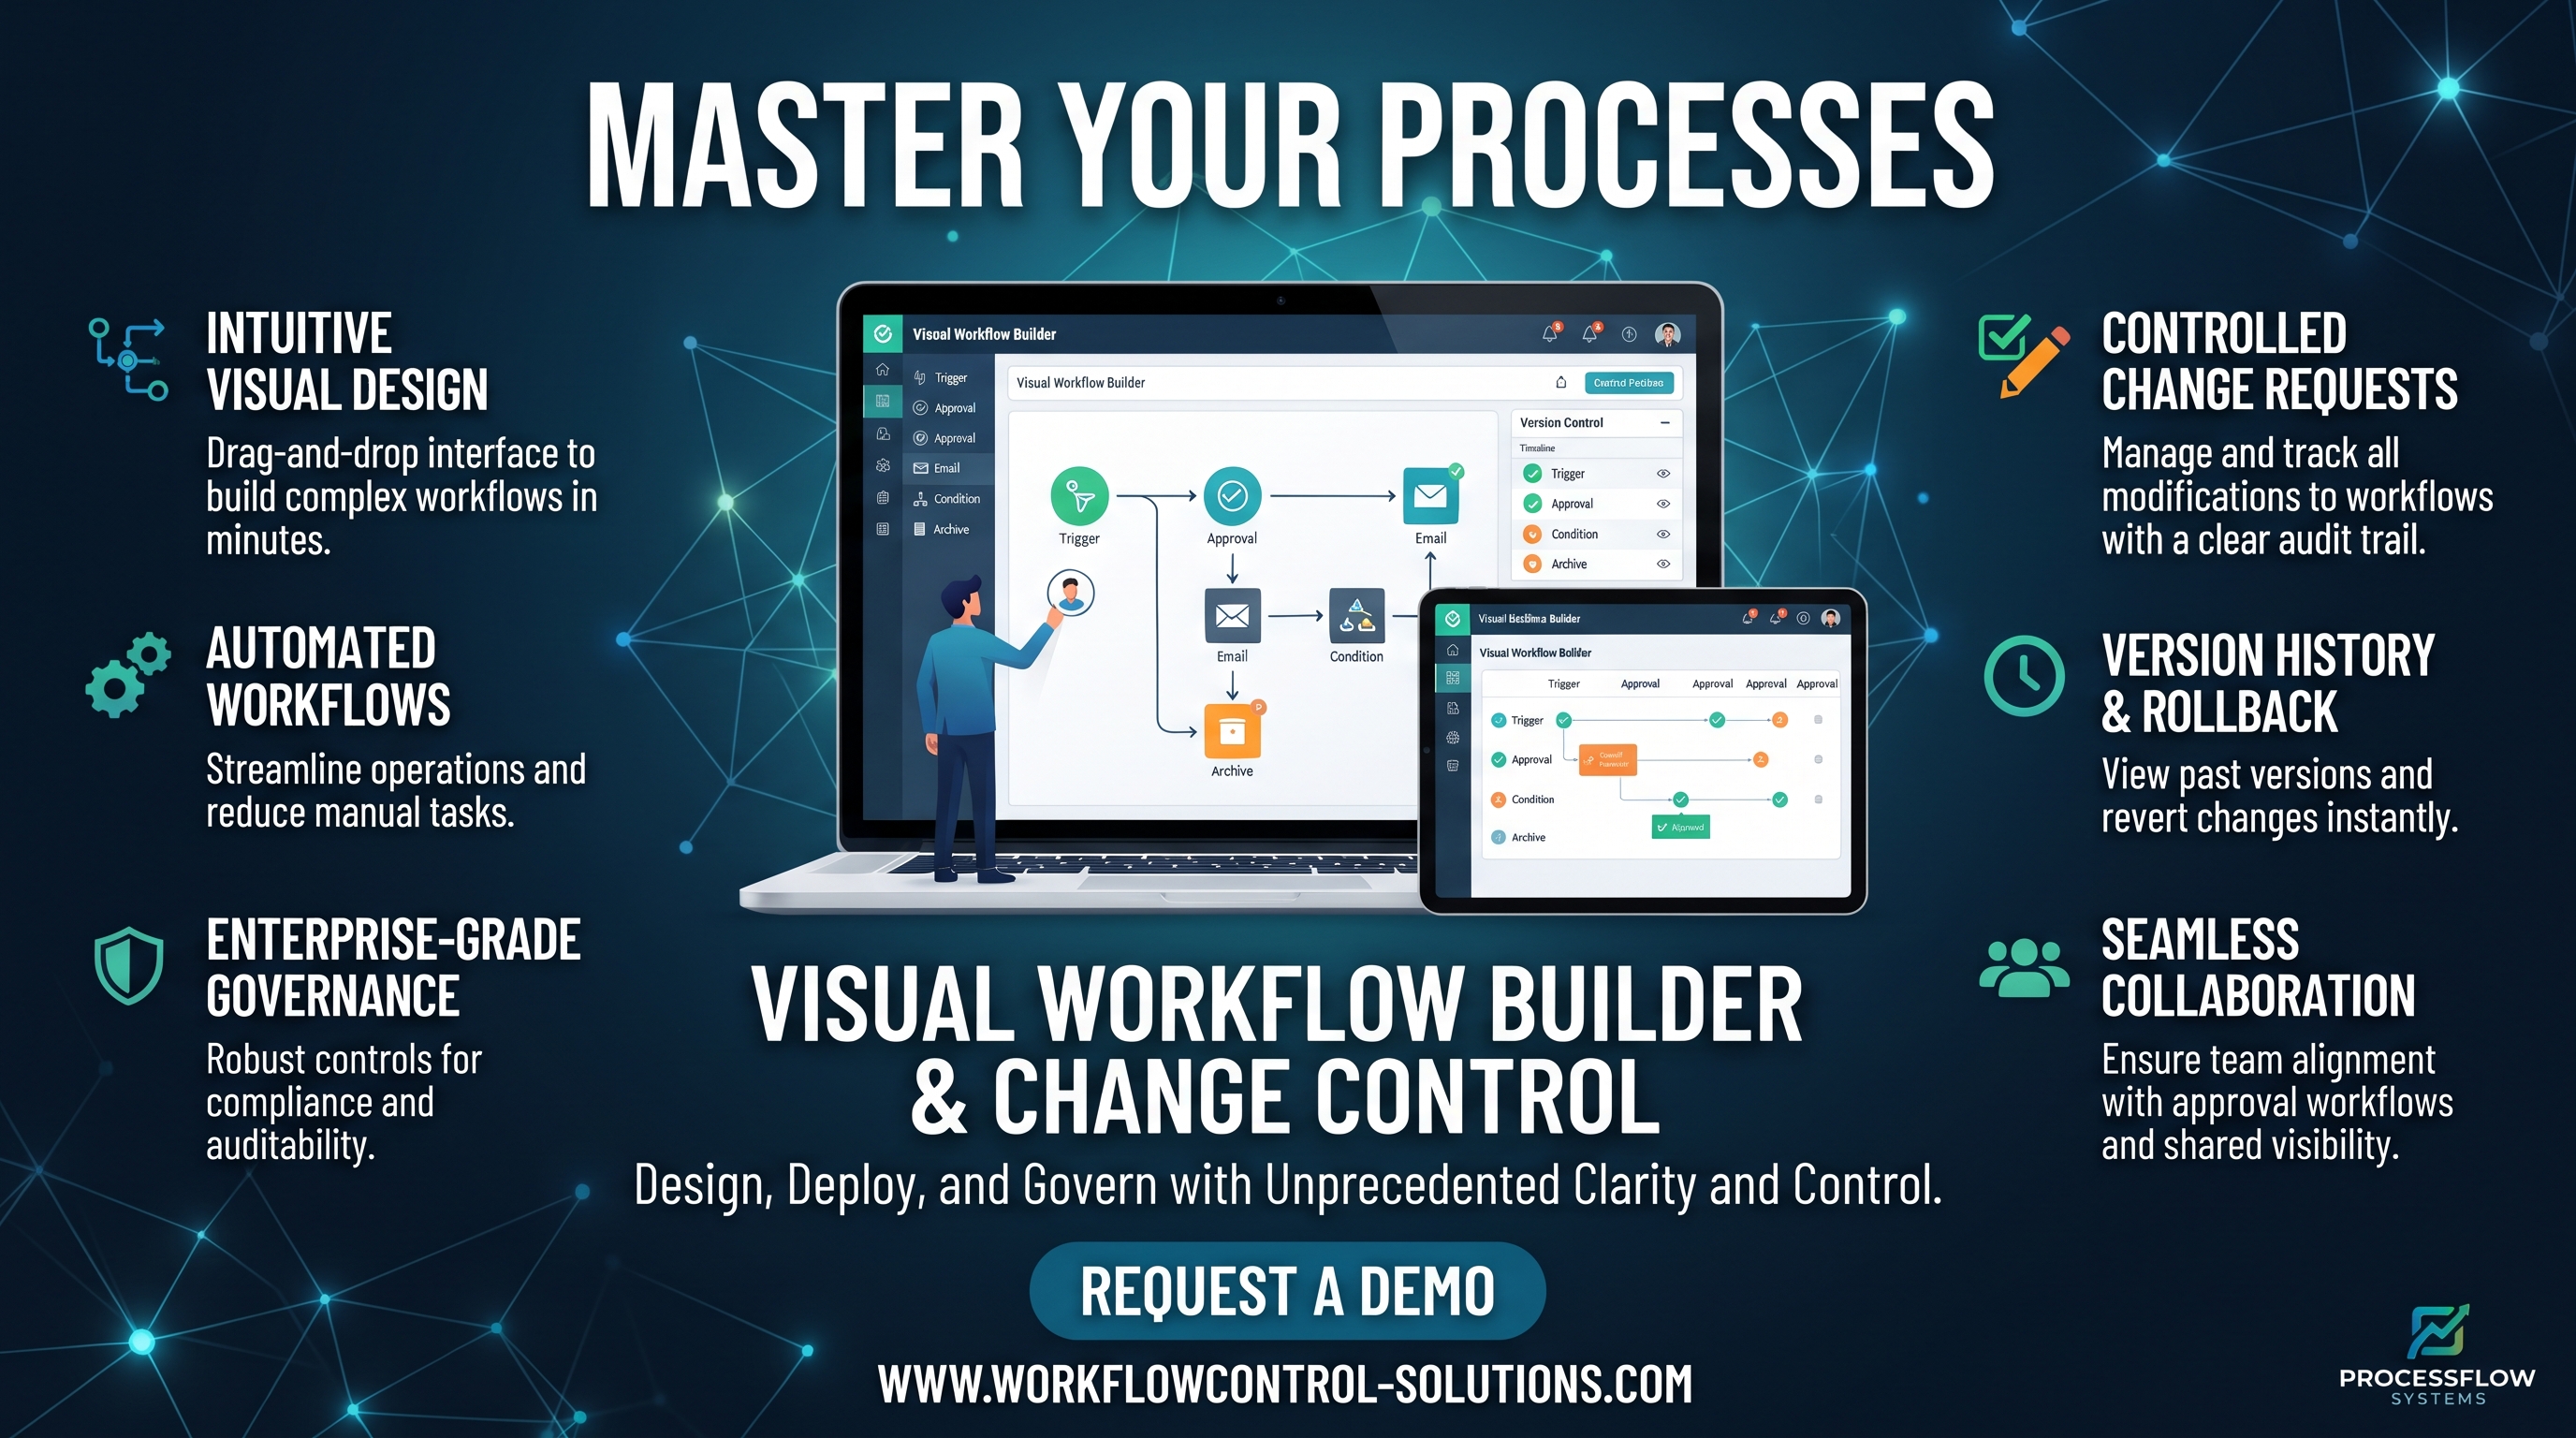 MASTER YOUR PROCESSES
INTUITIVE
VISUAL DESIGN
Drag-and-drop interface to
build complex workflows in
minutes.
AUTOMATED
WORKFLOWS
Streamline operations and
reduce manual tasks.
ENTERPRISE-GRADE
GOVERNANCE
Robust controls for
compliance and
auditability.
Visual Workflow Builder
Trigger
Approval
Approval
Email
Condition
Archive
Visual Workflow Builder
Trigger
Approval
Email
Email
Condition
Archive
Version Control
Trigger
Approval
Condition
Archive
Builder
Visual Workflow
Trigger Approval Approval Approval Approval
Trigger
Approval
Condition
Archive
CONTROLLED
CHANGE REQUESTS
Manage and track all
modifications to workflows
with a clear audit trail.
VERSION HISTORY
& ROLLBACK
View past versions and
revert changes instantly.
SEAMLESS
COLLABORATION
Ensure team alignment
with approval workflows
and shared visibility.
VISUAL WORKFLOW BUILDER
& CHANGE CONTROL
Design, Deploy, and Govern with Unprecedented Clarity and Control.
REQUEST A DEMO
WWW.WORKFLOWCONTROL-SOLUTIONS.COM
PROCESSFLOW
SYSTEMS